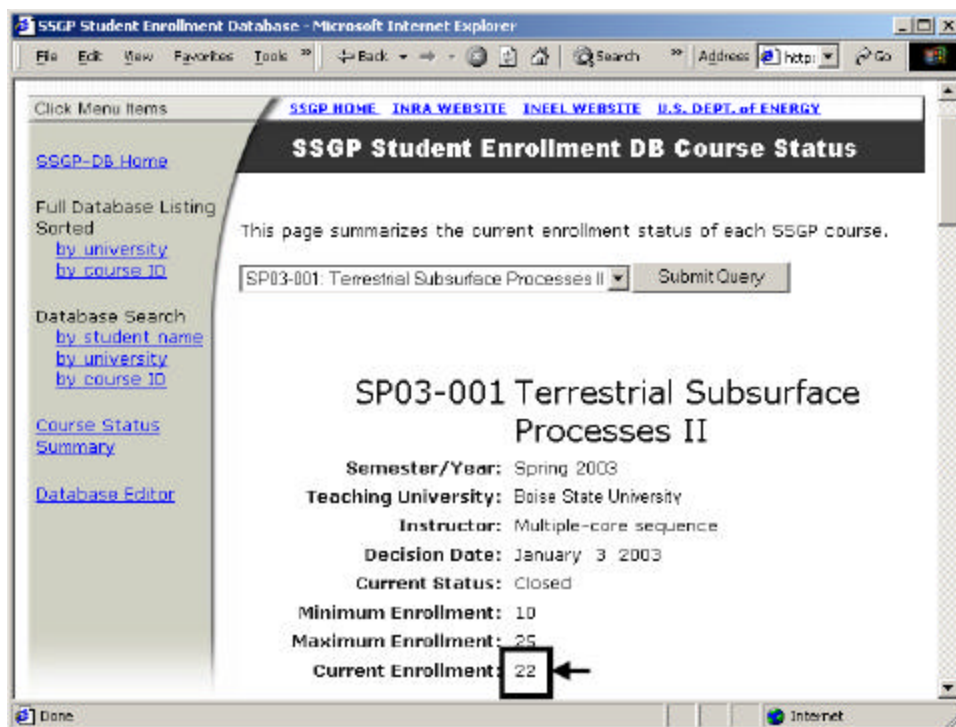 SSGP Student Enrollment Database - Microsoft Internet Explorer
File Edit View Favorites Tools » Back Search » Address http: Go
Click Menu Items
SSGP HOME INRA WEBSITE INEEL WEBSITE U.S. DEPT. of ENERGY
SSGP Student Enrollment DB Course Status
SSGP-DB Home
Full Database Listing
Sorted
by university
by course ID
Database Search
by student name
by university
by course ID
Course Status
Summary
Database Editor
This page summarizes the current enrollment status of each SSGP course.
SP03-001: Terrestrial Subsurface Processes II Submit Query
SP03-001 Terrestrial Subsurface
Processes II
Semester/Year: Spring 2003
Teaching University: Boise State University
Instructor: Multiple-core sequence
Decision Date: January 3 2003
Current Status: Closed
Minimum Enrollment: 10
Maximum Enrollment: 25
Current Enrollment: 22
Done Internet